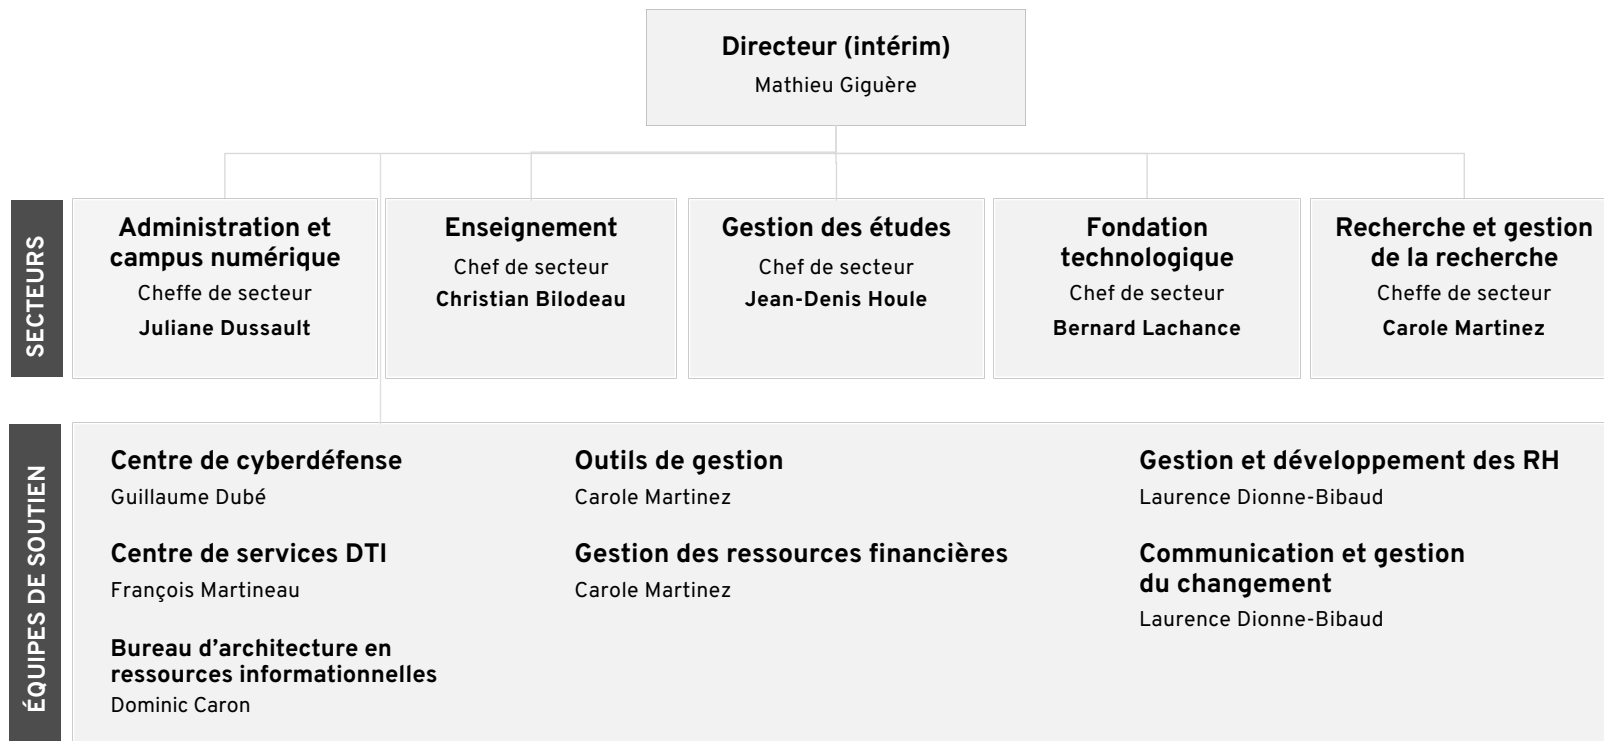 Directeur (intérim)
Mathieu Giguère
SECTEURS
Administration et
campus numérique
Cheffe de secteur
Juliane Dussault
Enseignement
Chef de secteur
Christian Bilodeau
Gestion des études
Chef de secteur
Jean-Denis Houle
Fondation
technologique
Chef de secteur
Bernard Lachance
Recherche et gestion
de la recherche
Cheffe de secteur
Carole Martinez
ÉQUIPES DE SOUTIEN
Centre de cyberdéfense
Guillaume Dubé
Centre de services DTI
François Martineau
Bureau d’architecture en
ressources informationnelles
Dominic Caron
Outils de gestion
Carole Martinez
Gestion des ressources financières
Carole Martinez
Gestion et développement des RH
Laurence Dionne-Bibaud
Communication et gestion
du changement
Laurence Dionne-Bibaud